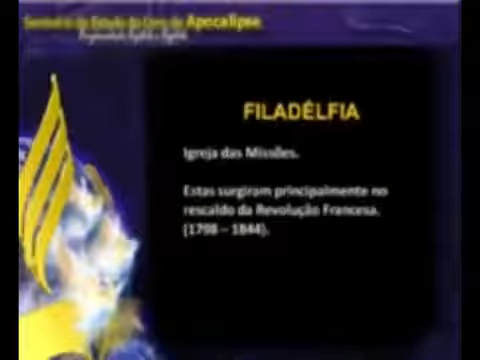 Seminário de Estudo do Livro de Apocalipse
FILADÉLFIA
Igreja das Missões.
Estas surgiram principalmente no
rescaldo da Revolução Francesa.
(1798 – 1844).